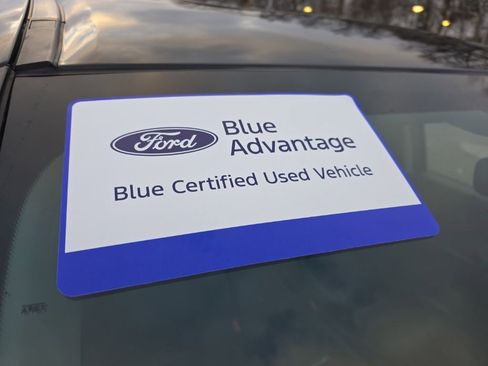 Ford
Blue
Advantage
Blue Certified Used Vehicle